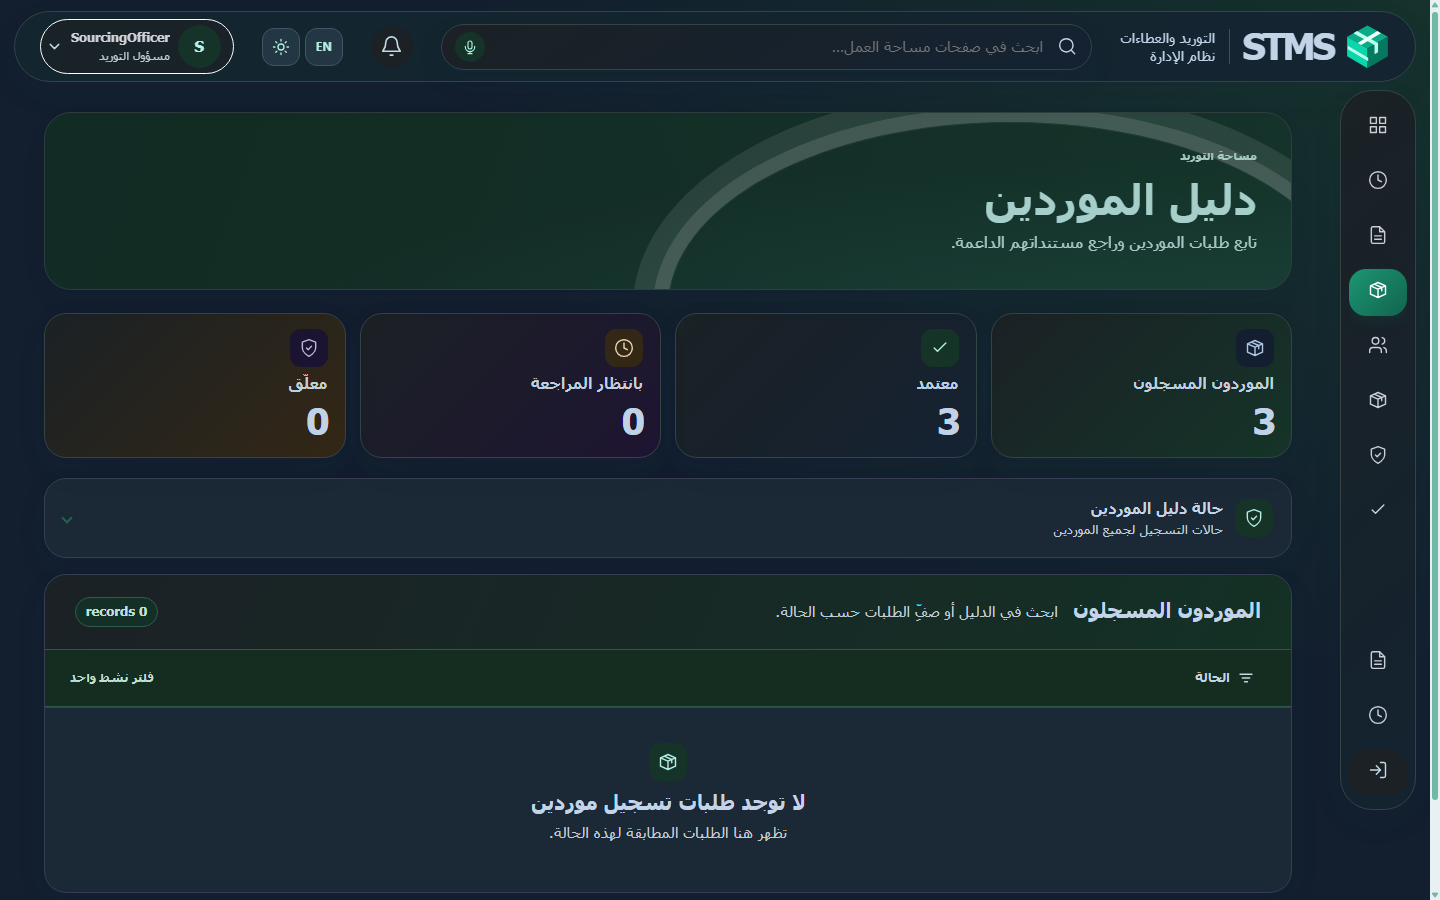 STMS
التوريد والعطاءات
نظام الإدارة
ابحث في صفحات مساحة العمل...
EN
S
SourcingOfficer
مسؤول التوريد
مساحة التوريد
دليل الموردين
تابع طلبات الموردين وراجع مستنداتهم الداعمة.
الموردون المسجلون
3
معتمد
3
بانتظار المراجعة
0
معلّق
0
حالة دليل الموردين
حالات التسجيل لجميع الموردين
الموردون المسجلون
ابحث في الدليل أو صفِّ الطلبات حسب الحالة.
records 0
الحالة
فلتر نشط واحد
لا توجد طلبات تسجيل موردين
تظهر هنا الطلبات المطابقة لهذه الحالة.